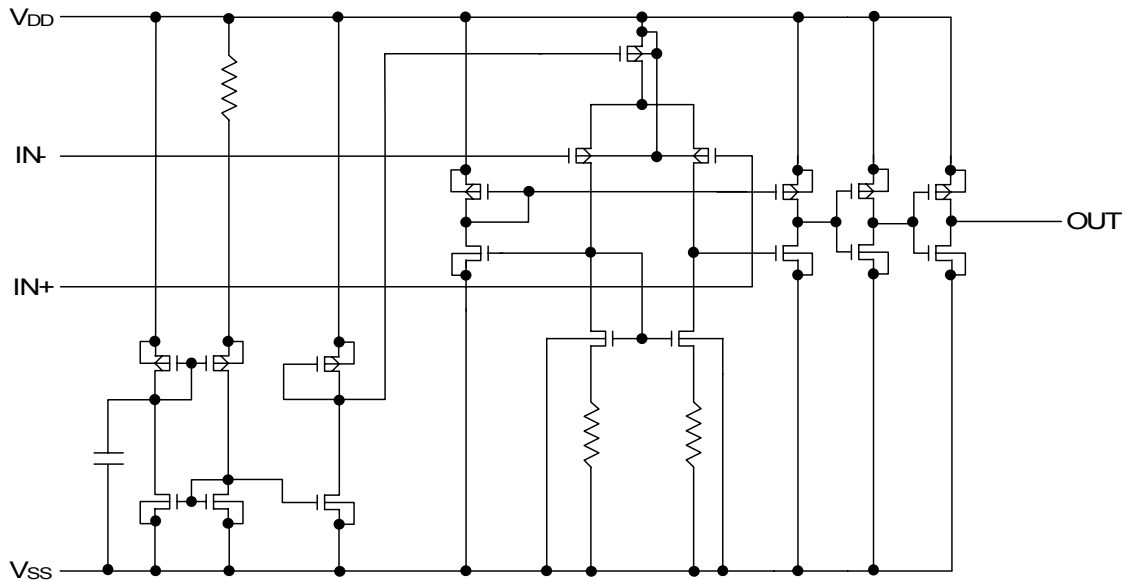 VDD
IN-
OUT
IN+
VSS